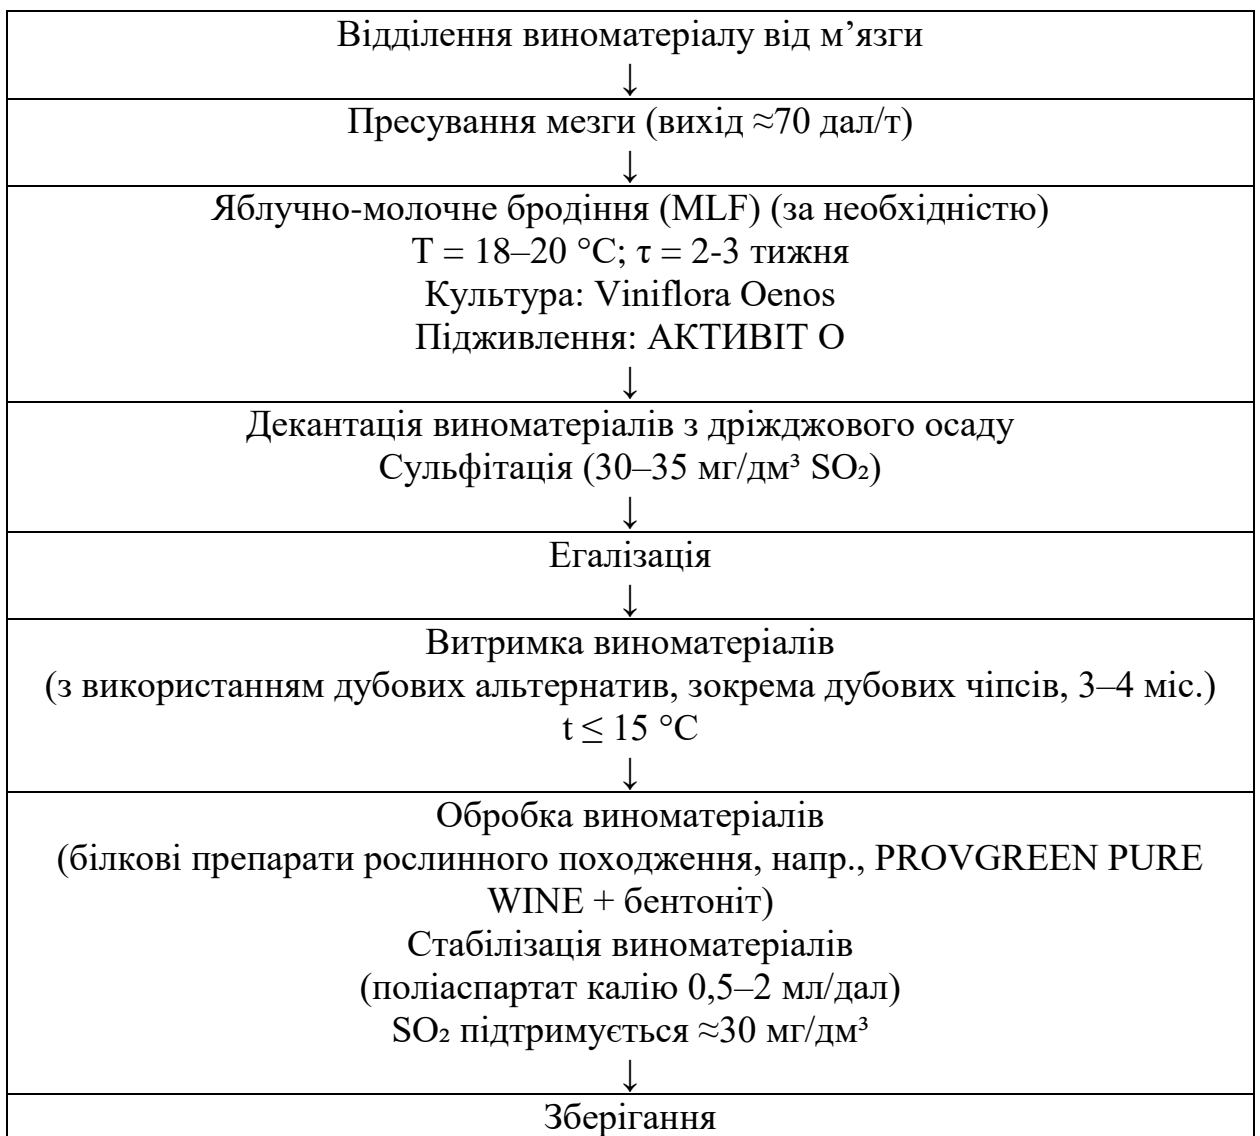 Відділення виноматеріалу від м’язги
↓
Пресування мезги (вихід ≈70 дал/т)
↓
Яблучно-молочне бродіння (MLF) (за необхідністю)
Т = 18–20 °C; τ = 2-3 тижня
Культура: Viniflora Oenos
Підживлення: АКТИВІТ О
↓
Декантація виноматеріалів з дріжджового осаду
Сульфітація (30–35 мг/дм³ SO₂)
↓
Егалізація
↓
Витримка виноматеріалів
(з використанням дубових альтернатив, зокрема дубових чіпсів, 3–4 міс.)
t ≤ 15 °C
↓
Обробка виноматеріалів
(білкові препарати рослинного походження, напр., PROVGREEN PURE
WINE + бентоніт)
Стабілізація виноматеріалів
(поліаспартат калію 0,5–2 мл/дал)
SO₂ підтримується ≈30 мг/дм³
↓
Зберігання